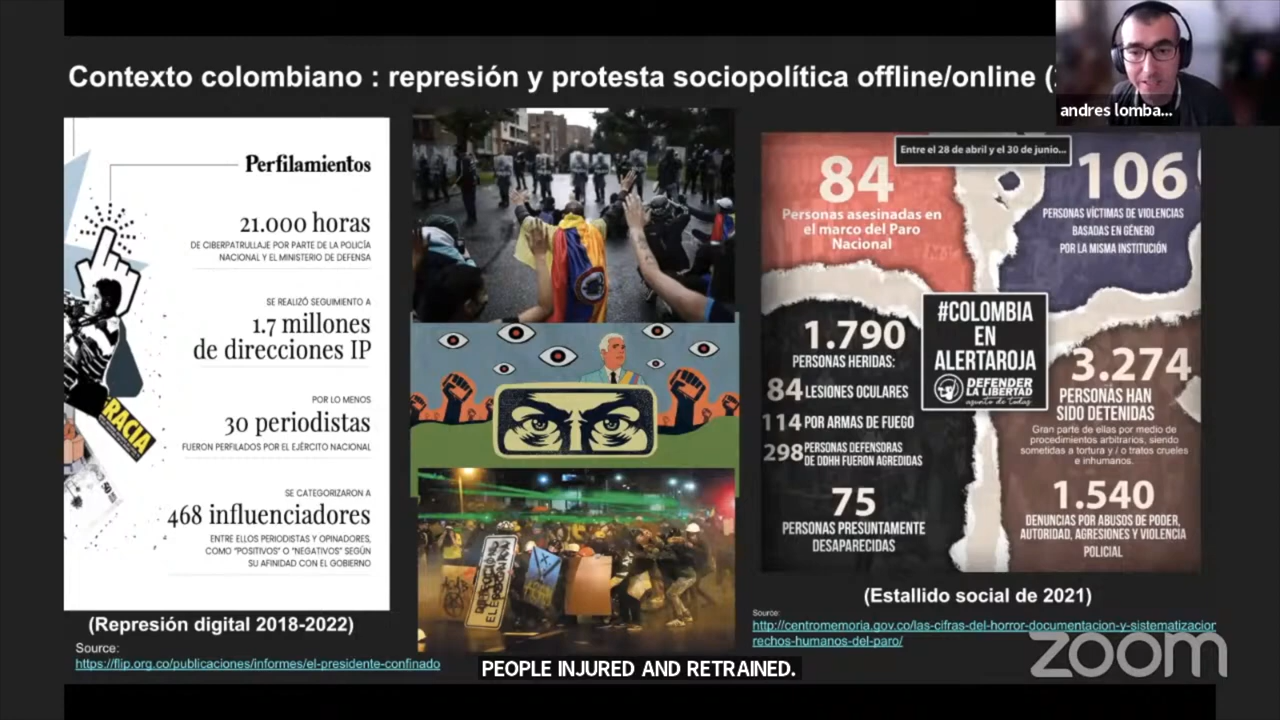 Contexto colombiano : represión y protesta sociopolítica offline/online (
andres lomba...
Perfilamientos
21.000 horas
DE CIBERPATRULLAJE POR PARTE DE LA POLICÍA
NACIONAL Y EL MINISTERIO DE DEFENSA
SE REALIZÓ SEGUIMIENTO A
1.7 millones
de direcciones IP
POR LO MENOS
30 periodistas
FUERON PERFILADOS POR EL EJÉRCITO NACIONAL
SE CATEGORIZARON A
468 influenciadores
ENTRE ELLOS PERIODISTAS Y OPINADORES,
COMO “POSITIVOS” O “NEGATIVOS” SEGÚN
SU AFINIDAD CON EL GOBIERNO
RACIA
(Represión digital 2018-2022)
Source:
https://flip.org.co/publicaciones/informes/el-presidente-confinado
Entre el 28 de abril y el 30 de junio...
84
Personas asesinadas en
el marco del Paro
Nacional
106
PERSONAS VÍCTIMAS DE VIOLENCIAS
BASADAS EN GÉNERO
POR LA MISMA INSTITUCIÓN
#COLOMBIA
EN
ALERTAROJA
DEFENDER
LA LIBERTAD
asunto de todas
1.790
PERSONAS HERIDAS:
84 LESIONES OCULARES
114 POR ARMAS DE FUEGO
298 PERSONAS DEFENSORAS
DE DDHH FUERON AGREDIDAS
75
PERSONAS PRESUNTAMENTE
DESAPARECIDAS
3.274
PERSONAS HAN
SIDO DETENIDAS
Gran parte de ellas por medio de
procedimientos arbitrarios, siendo
sometidas a tortura y / o tratos crueles
e inhumanos.
1.540
DENUNCIAS POR ABUSOS DE PODER,
AUTORIDAD, AGRESIONES Y VIOLENCIA
POLICIAL
(Estallido social de 2021)
Source:
http://centromemoria.gov.co/las-cifras-del-horror-documentacion-y-sistematizacion
rechos-humanos-del-paro/
PEOPLE INJURED AND RETRAINED.
zoom